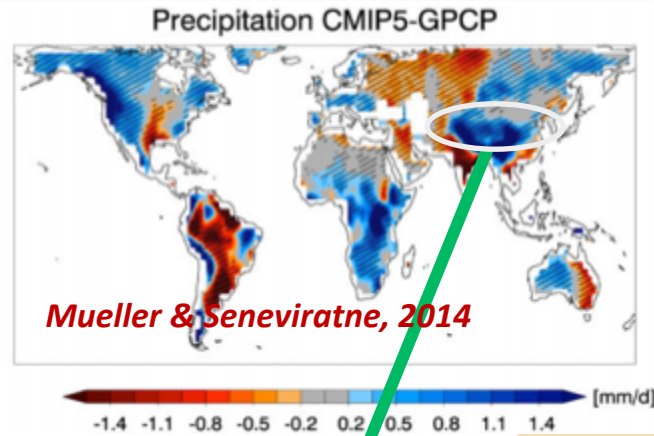 Precipitation CMIP5-GPCP
Mueller & Seneviratne, 2014
[mm/d]
-1.4 -1.1 -0.8 -0.5 -0.2 0.2 0.5 0.8 1.1 1.4